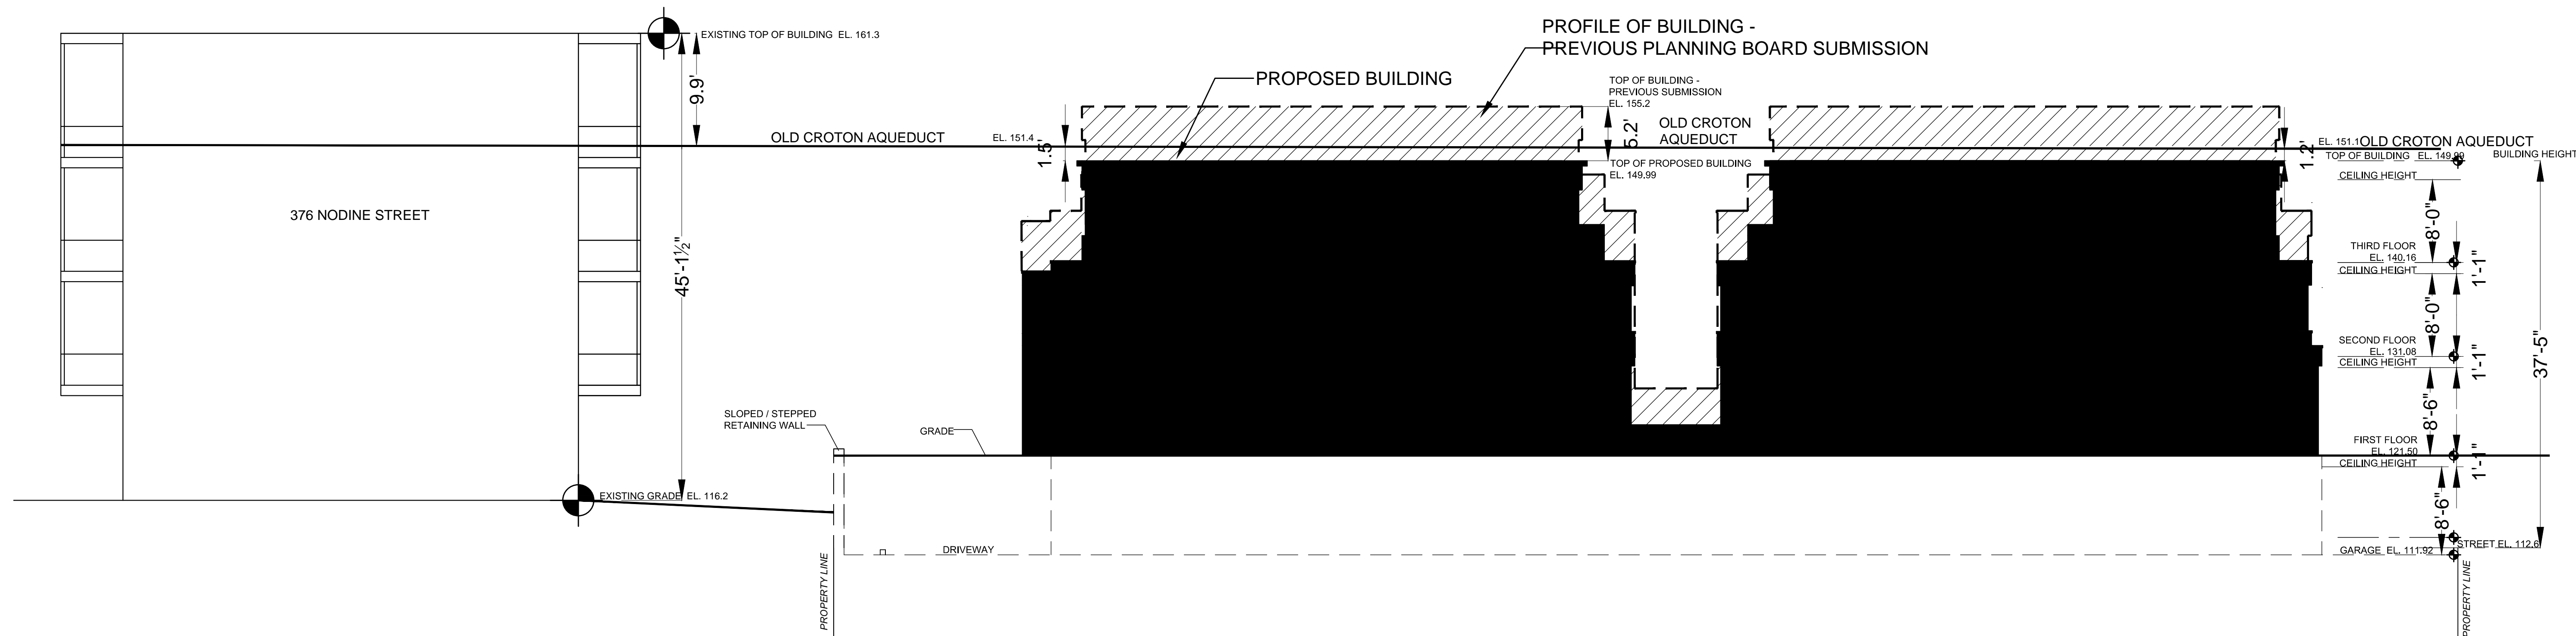 EXISTING TOP OF BUILDING EL. 161.3
9.9'
45'-1½"
376 NODINE STREET
EXISTING GRADE EL. 116.2
OLD CROTON AQUEDUCT
EL. 151.4
1.5'
PROPOSED BUILDING
PROFILE OF BUILDING -
PREVIOUS PLANNING BOARD SUBMISSION
TOP OF BUILDING -
PREVIOUS SUBMISSION
EL. 155.2
5.2'
OLD CROTON
AQUEDUCT
TOP OF PROPOSED BUILDING
EL. 149.99
SLOPED / STEPPED
RETAINING WALL
GRADE
DRIVEWAY
PROPERTY LINE
1.2'
EL. 151.1
OLD CROTON AQUEDUCT
TOP OF BUILDING EL. 149.99
BUILDING HEIGHT
CEILING HEIGHT
8'-0"
THIRD FLOOR
EL. 140.16
CEILING HEIGHT
1'-1"
8'-0"
SECOND FLOOR
EL. 131.08
CEILING HEIGHT
1'-1"
37'-5"
8'-6"
FIRST FLOOR
EL. 121.50
CEILING HEIGHT
1'-1"
8'-6"
STREET EL. 112.6
GARAGE EL. 111.92
PROPERTY LINE